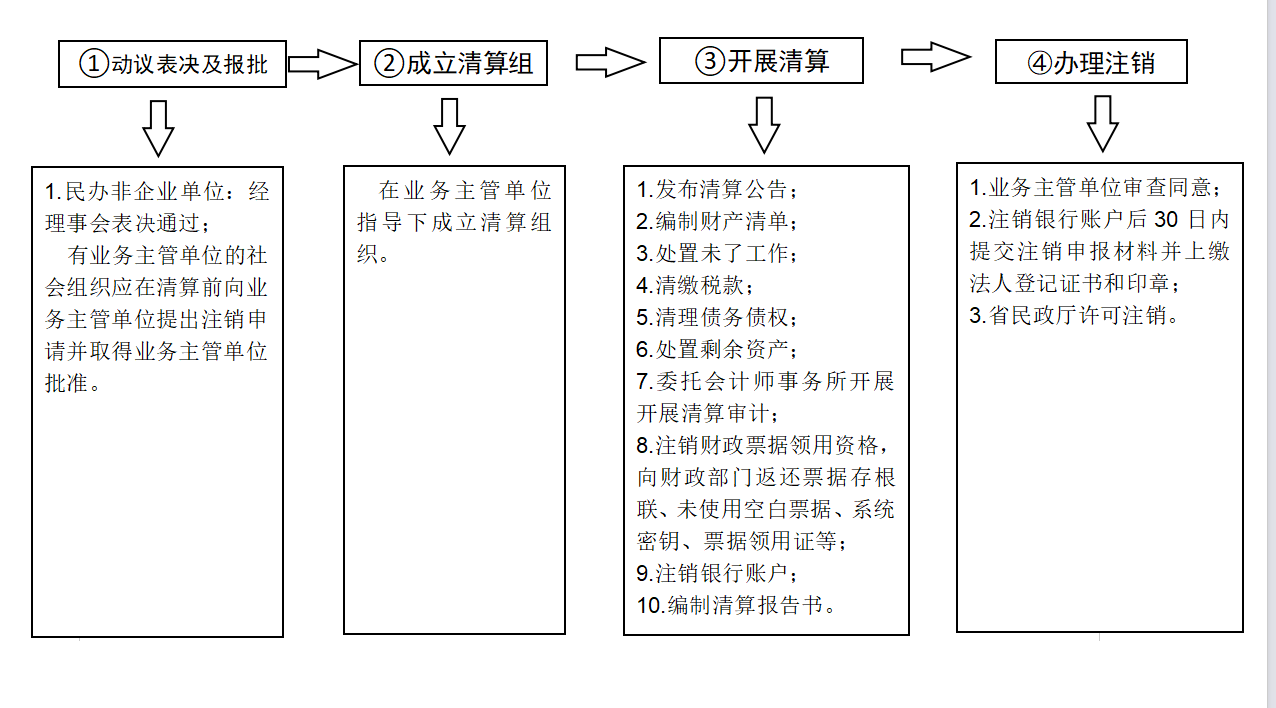 ①动议表决及报批
②成立清算组
③开展清算
④办理注销
1.民办非企业单位：经
理事会表决通过；
有业务主管单位的社
会组织应在清算前向业
务主管单位提出注销申
请并取得业务主管单位
批准。
在业务主管单位
指导下成立清算组
织。
1.发布清算公告；
2.编制财产清单；
3.处置未了工作；
4.清缴税款；
5.清理债务债权；
6.处置剩余资产；
7.委托会计师事务所开展
开展清算审计；
8.注销财政票据领用资格，
向财政部门返还票据存根
联、未使用空白票据、系统
密钥、票据领用证等；
9.注销银行账户；
10.编制清算报告书。
1.业务主管单位审查同意；
2.注销银行账户后 30 日内
提交注销申报材料并上缴
法人登记证书和印章；
3.省民政厅许可注销。